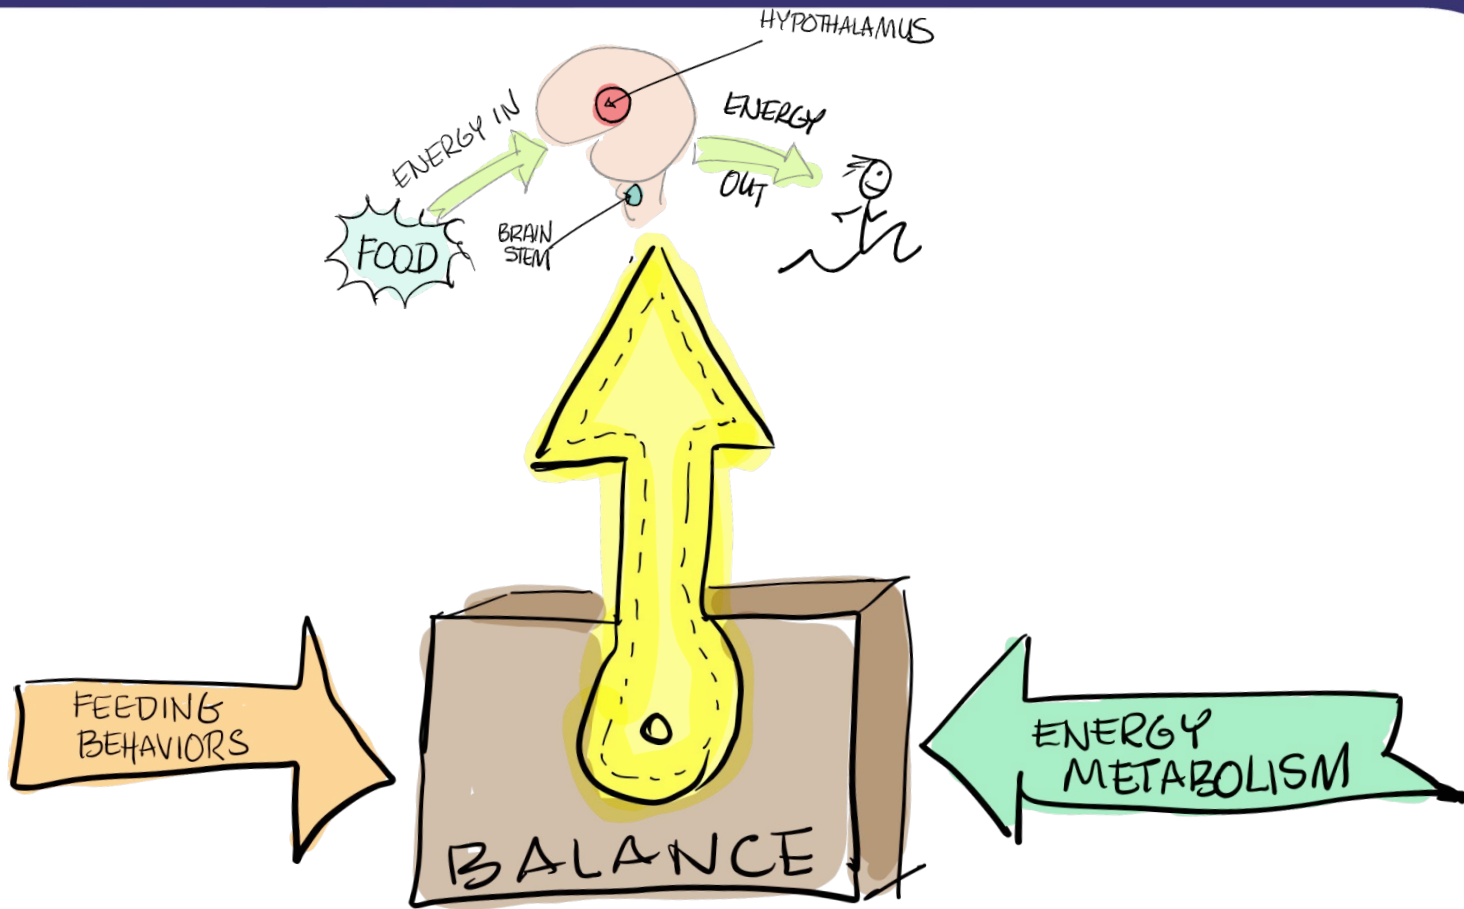 HYPOTHALAMUS
ENERGY IN
ENERGY
OUT
FOOD
BRAIN
STEM
FEEDING
BEHAVIORS
ENERGY
METABOLISM
BALANCE